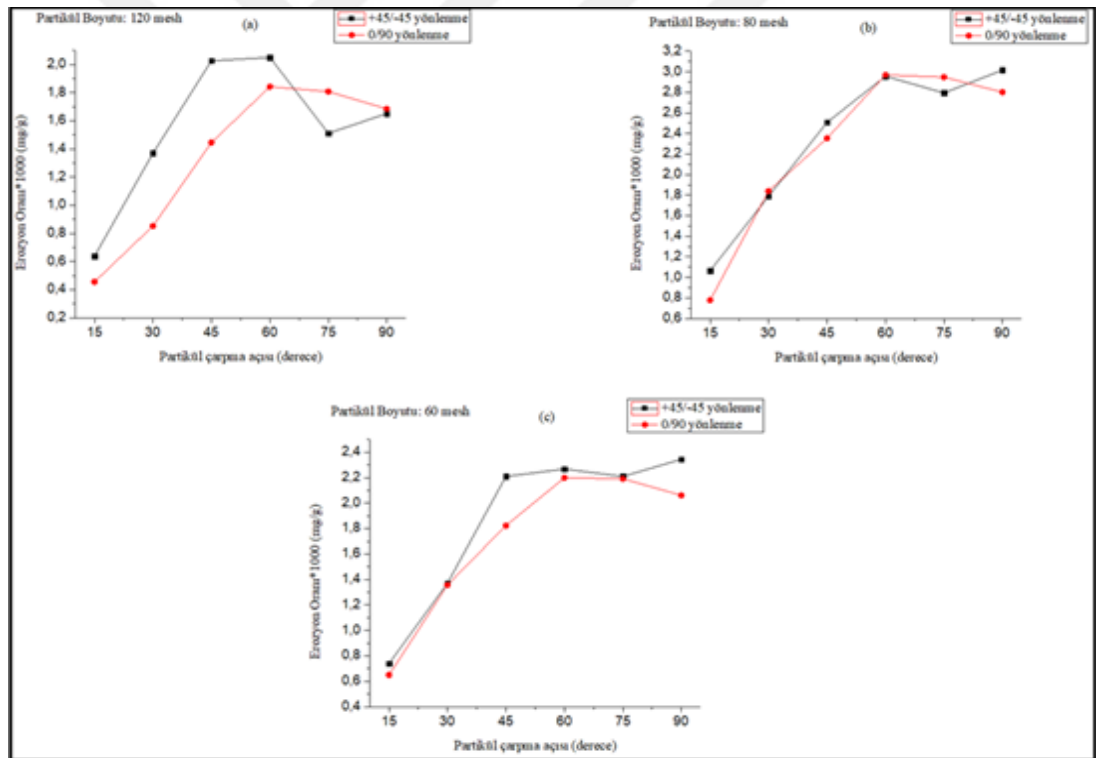 Partikül Boyutu: 120 mesh
(a)
+45/-45 yönlenme
0/90 yönlenme
Erozyon Oranı*1000 (mg/g)
2,0
1,8
1,6
1,4
1,2
1,0
0,8
0,6
0,4
0,2
15 30 45 60 75 90
Partikül çarpma açısı (derece)
Partikül Boyutu: 80 mesh
(b)
+45/-45 yönlenme
0/90 yönlenme
Erozyon Oranı*1000 (mg/g)
3,2
3,0
2,8
2,6
2,4
2,2
2,0
1,8
1,6
1,4
1,2
1,0
0,8
0,6
15 30 45 60 75 90
Partikül çarpma açısı (derece)
Partikül Boyutu: 60 mesh
(c)
+45/-45 yönlenme
0/90 yönlenme
Erozyon Oranı*1000 (mg/g)
2,4
2,2
2,0
1,8
1,6
1,4
1,2
1,0
0,8
0,6
0,4
15 30 45 60 75 90
Partikül çarpma açısı (derece)